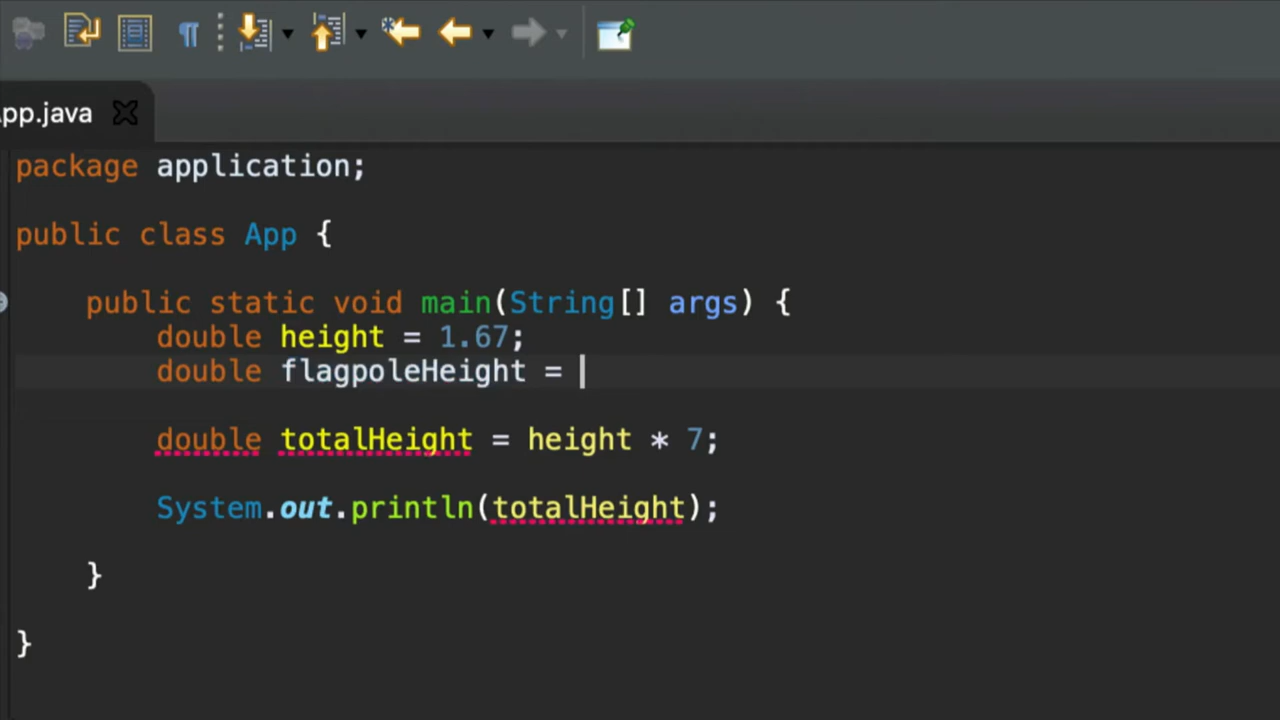 pp.java
package application;
public class App {
public static void main(String[] args) {
double height = 1.67;
double flagpoleHeight =
double totalHeight = height * 7;
System.out.println(totalHeight);
}
}